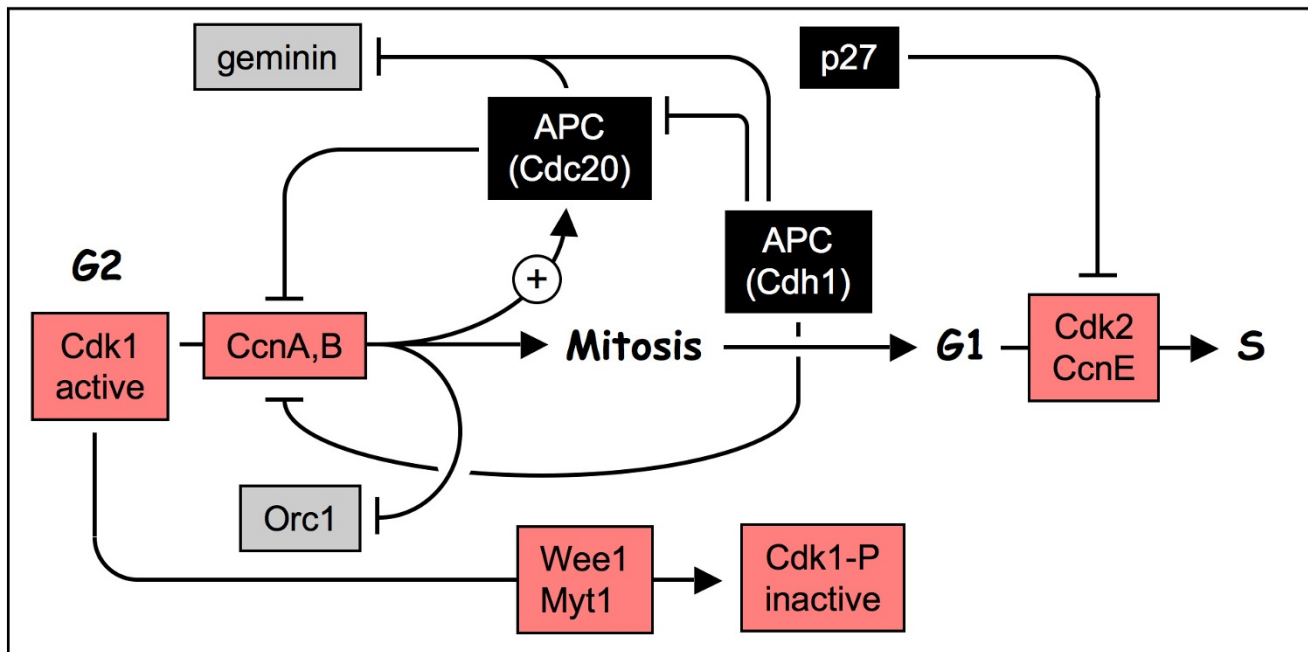 geminin
p27
APC
(Cdc20)
APC
(Cdh1)
G2
Cdk1
active
CcnA,B
+
Mitosis
G1
Cdk2
CcnE
S
Orc1
Wee1
Myt1
Cdk1-P
inactive